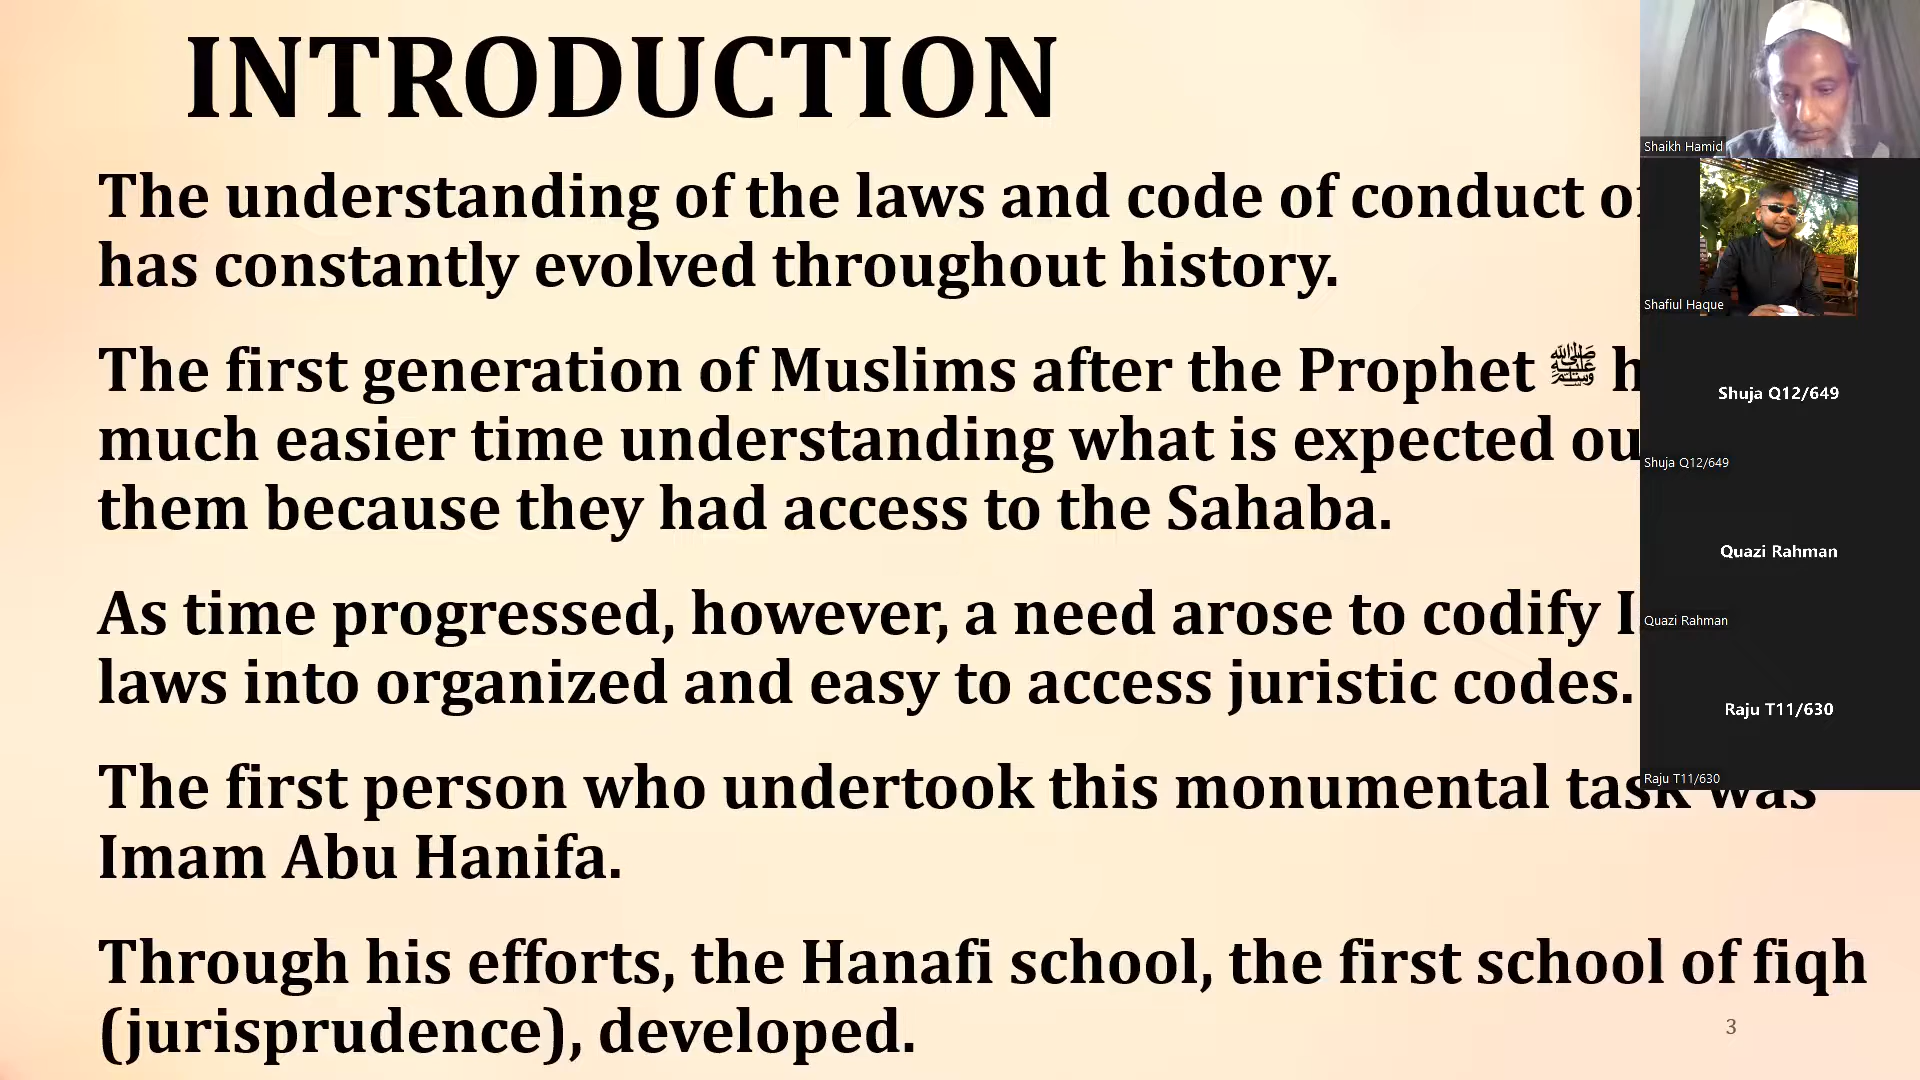 INTRODUCTION
The understanding of the laws and code of conduct
has constantly evolved throughout history.
The first generation of Muslims after the Prophet ﷺ
much easier time understanding what is expected
them because they had access to the Sahaba.
As time progressed, however, a need arose to codify
laws into organized and easy to access juristic codes.
The first person who undertook this monumental task was
Imam Abu Hanifa.
Through his efforts, the Hanafi school, the first school of fiqh
(jurisprudence), developed.
3
Shaikh Hamid
Shafiul Haque
Shuja Q12/649
Shuja Q12/649
Quazi Rahman
Quazi Rahman
Raju T11/630
Raju T11/630